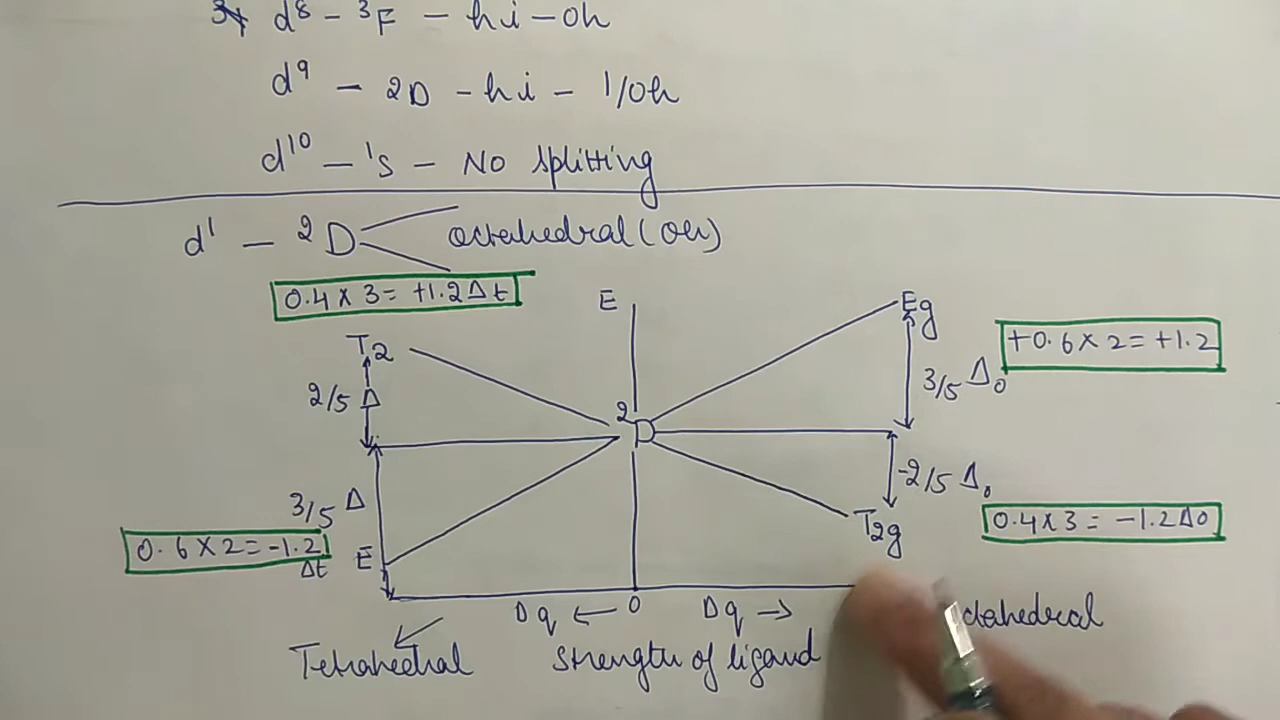 d⁸ - ³F - hi - oh
d⁹ - 2D - hi - 1/oh
d¹⁰ - ¹S - No splitting
d¹ - ²D octahedral (oh)
0.4 x 3 = +1.2 Δt
E
Eg
T2
+0.6 x 2 = +1.2
2/5 Δ
3/5 Δ₀
²D
3/5 Δ
-2/5 Δ₀
0.6 x 2 = -1.2 Δt
E
T2g
0.4 x 3 = -1.2 Δ0
Dq ← 0 Dq →
Tetrahedral
Strength of ligand